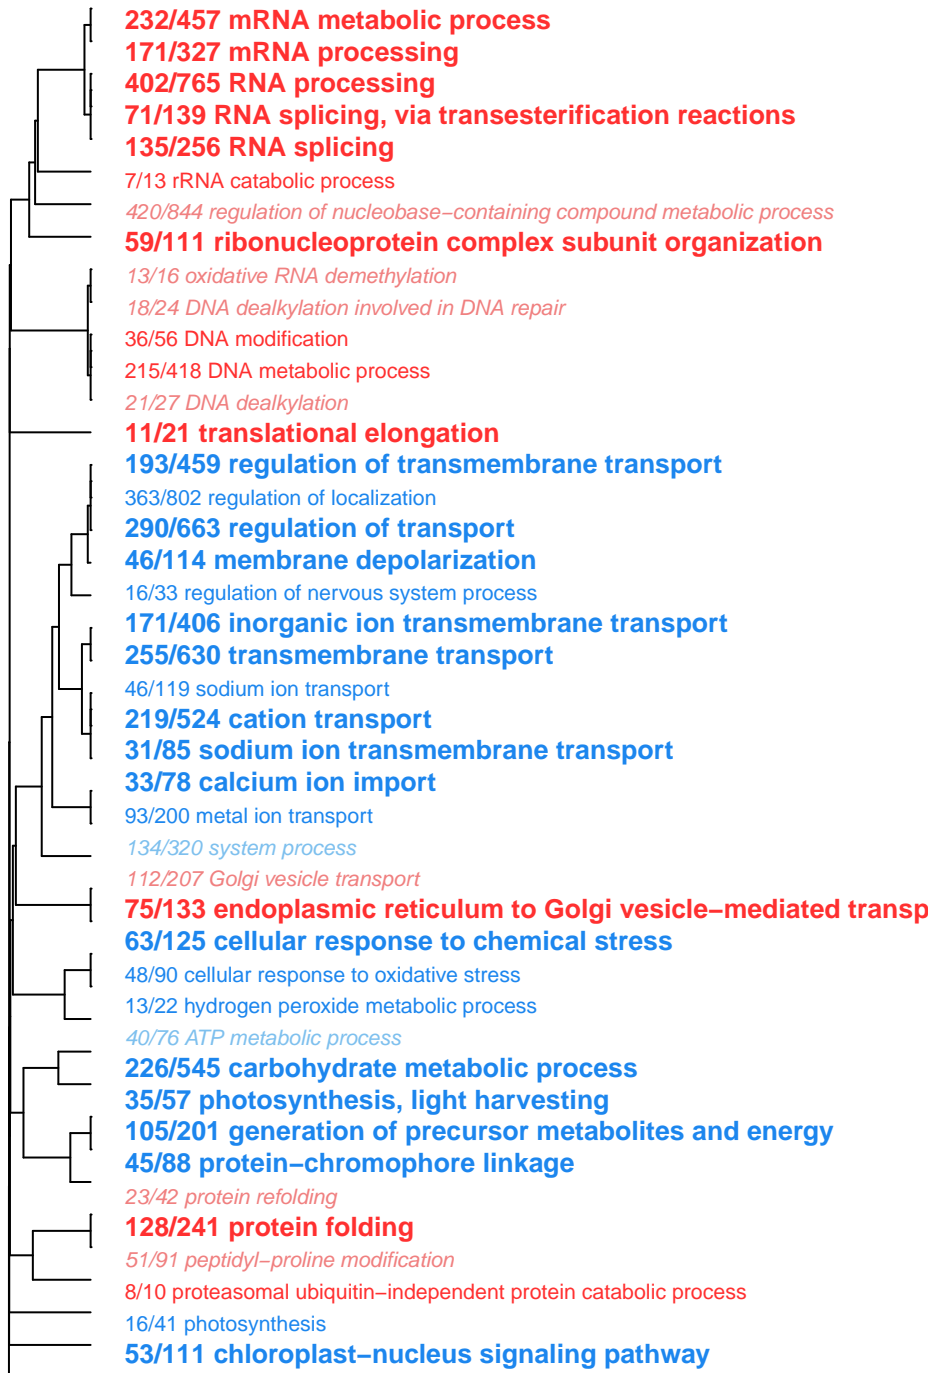 232/457 mRNA metabolic process
171/327 mRNA processing
402/765 RNA processing
71/139 RNA splicing, via transesterification reactions
135/256 RNA splicing
7/13 rRNA catabolic process
420/844 regulation of nucleobase−containing compound metabolic process
59/111 ribonucleoprotein complex subunit organization
13/16 oxidative RNA demethylation
18/24 DNA dealkylation involved in DNA repair
36/56 DNA modification
215/418 DNA metabolic process
21/27 DNA dealkylation
11/21 translational elongation
193/459 regulation of transmembrane transport
363/802 regulation of localization
290/663 regulation of transport
46/114 membrane depolarization
16/33 regulation of nervous system process
171/406 inorganic ion transmembrane transport
255/630 transmembrane transport
46/119 sodium ion transport
219/524 cation transport
31/85 sodium ion transmembrane transport
33/78 calcium ion import
93/200 metal ion transport
134/320 system process
112/207 Golgi vesicle transport
75/133 endoplasmic reticulum to Golgi vesicle−mediated transp
63/125 cellular response to chemical stress
48/90 cellular response to oxidative stress
13/22 hydrogen peroxide metabolic process
40/76 ATP metabolic process
226/545 carbohydrate metabolic process
35/57 photosynthesis, light harvesting
105/201 generation of precursor metabolites and energy
45/88 protein−chromophore linkage
23/42 protein refolding
128/241 protein folding
51/91 peptidyl−proline modification
8/10 proteasomal ubiquitin−independent protein catabolic process
16/41 photosynthesis
53/111 chloroplast−nucleus signaling pathway